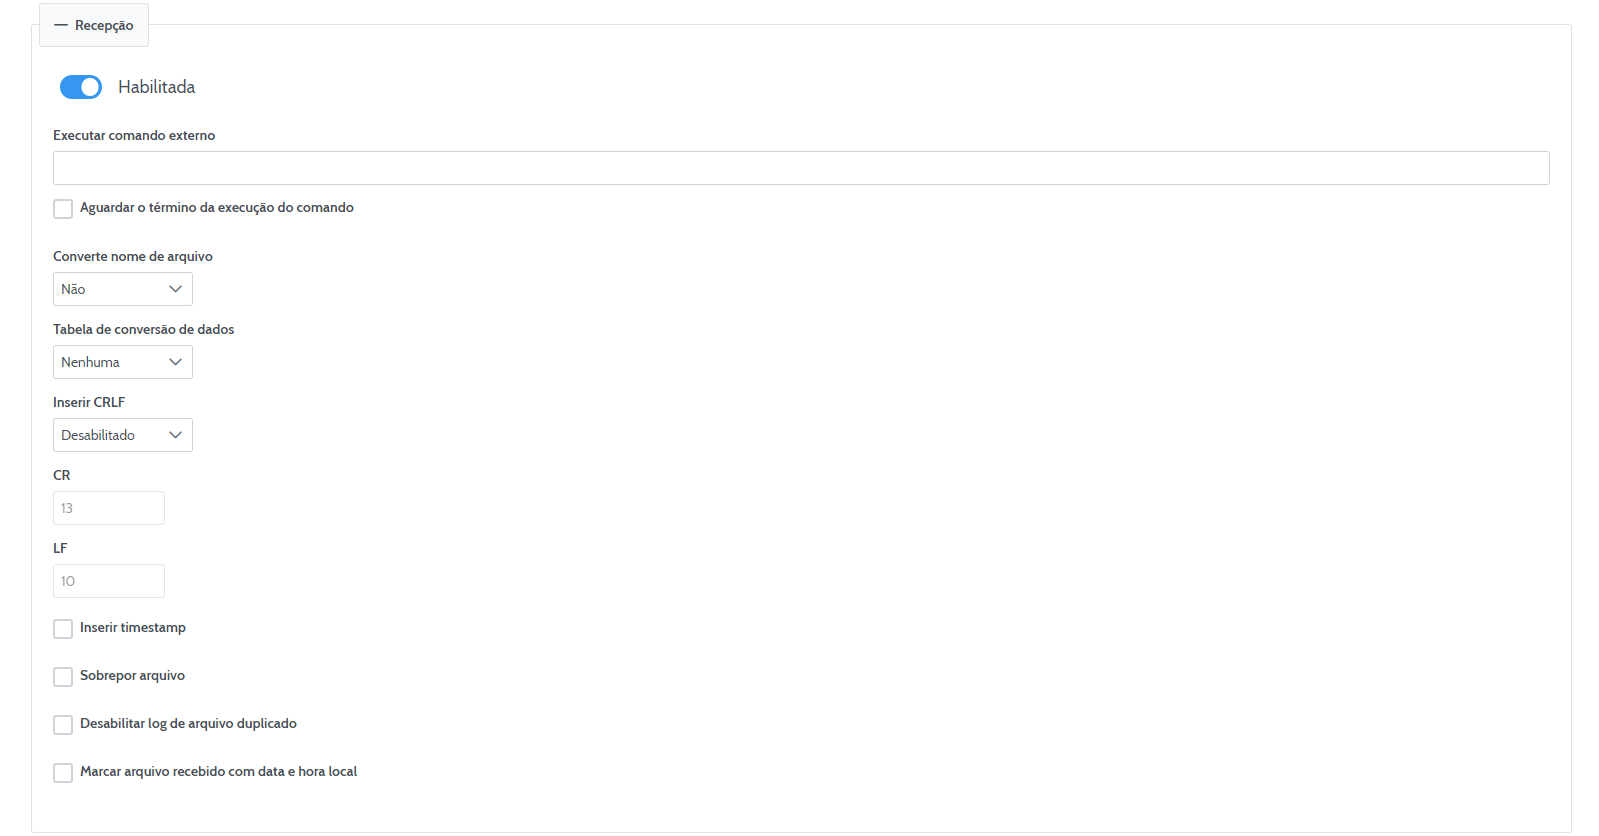 Recepção
Habilitada
Executar comando externo
Aguardar o término da execução do comando
Converte nome de arquivo
Não
Tabela de conversão de dados
Nenhuma
Inserir CRLF
Desabilitado
CR
13
LF
10
Inserir timestamp
Sobrepor arquivo
Desabilitar log de arquivo duplicado
Marcar arquivo recebido com data e hora local